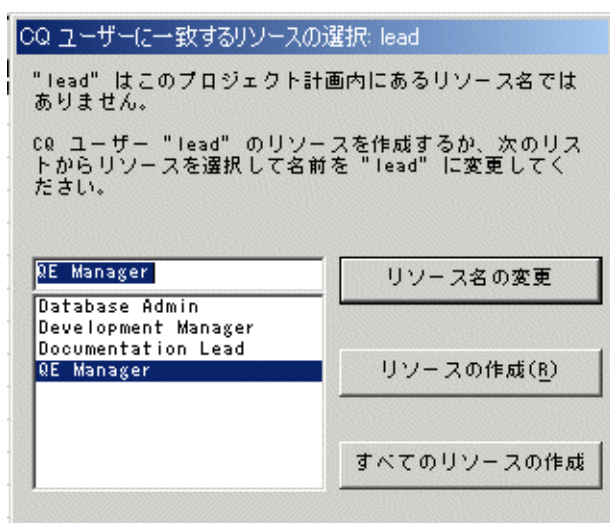 CQ ユーザーに一致するリソースの選択: lead
"lead" はこのプロジェクト計画内にあるリソース名では
ありません。
CQ ユーザー "lead" のリソースを作成するか、次のリス
トからリソースを選択して名前を "lead" に変更してく
ださい。
QE Manager
リソース名の変更
Database Admin
Development Manager
Documentation Lead
QE Manager
リソースの作成(R)
すべてのリソースの作成